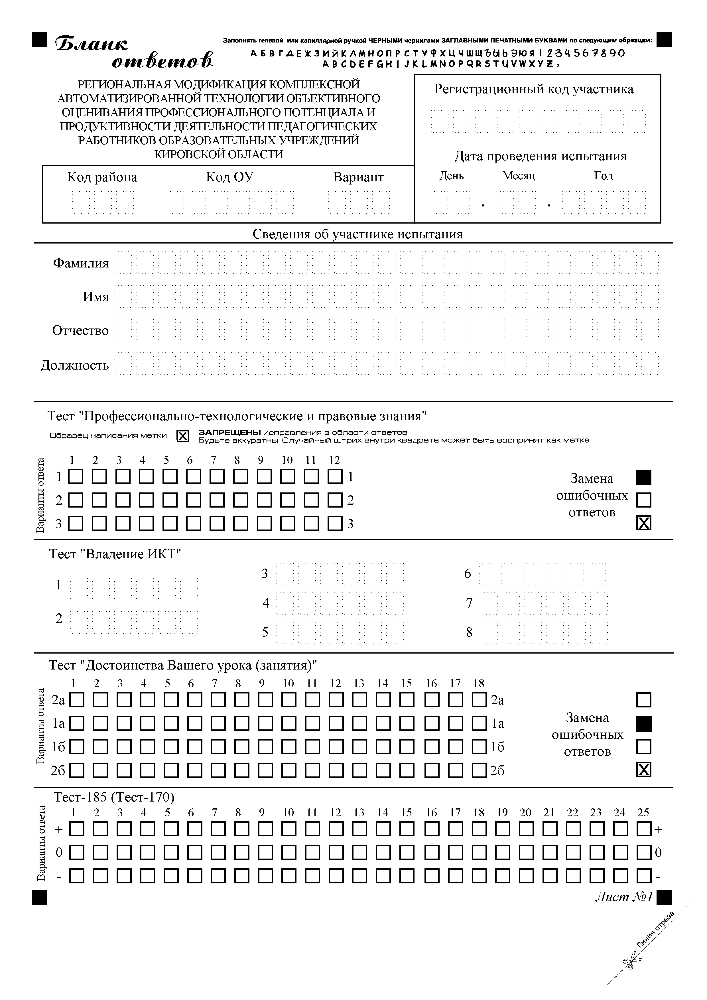 Бланк
ответов
Заполнять гелевой или капиллярной ручкой ЧЕРНЫМИ чернилами ЗАГЛАВНЫМИ ПЕЧАТНЫМИ БУКВАМИ по следующим образцам:
А Б В Г Д Е Ж З И Й К Л М Н О П Р С Т У Ф Х Ц Ч Ш Щ Ъ Ы Ь Э Ю Я 1 2 3 4 5 6 7 8 9 0
A B C D E F G H I J K L M N O P Q R S T U V W X Y Z ,
РЕГИОНАЛЬНАЯ МОДИФИКАЦИЯ КОМПЛЕКСНОЙ
АВТОМАТИЗИРОВАННОЙ ТЕХНОЛОГИИ ОБЪЕКТИВНОГО
ОЦЕНИВАНИЯ ПРОФЕССИОНАЛЬНОГО ПОТЕНЦИАЛА И
ПРОДУКТИВНОСТИ ДЕЯТЕЛЬНОСТИ ПЕДАГОГИЧЕСКИХ
РАБОТНИКОВ ОБРАЗОВАТЕЛЬНЫХ УЧРЕЖДЕНИЙ
КИРОВСКОЙ ОБЛАСТИ
Регистрационный код участника
Дата проведения испытания
День Месяц Год
. .
Код района Код ОУ Вариант
Сведения об участнике испытания
Фамилия
Имя
Отчество
Должность
Тест "Профессионально-технологические и правовые знания"
Образец написания метки X ЗАПРЕЩЕНЫ исправления в области ответов
Будьте аккуратны Случайный штрих внутри квадрата может быть воспринят как метка
Варианты ответа
1 2 3 4 5 6 7 8 9 10 11 12
1 1
2 2
3 3
Замена
ошибочных
ответов
X
Тест "Владение ИКТ"
1
2
3
4
5
6
7
8
Тест "Достоинства Вашего урока (занятия)"
Варианты ответа
1 2 3 4 5 6 7 8 9 10 11 12 13 14 15 16 17 18
2а 2а
1а 1а
1б 1б
2б 2б
Замена
ошибочных
ответов
X
Тест-185 (Тест-170)
Варианты ответа
1 2 3 4 5 6 7 8 9 10 11 12 13 14 15 16 17 18 19 20 21 22 23 24 25
+ +
0 0
- -
Лист №1
Линия отреза